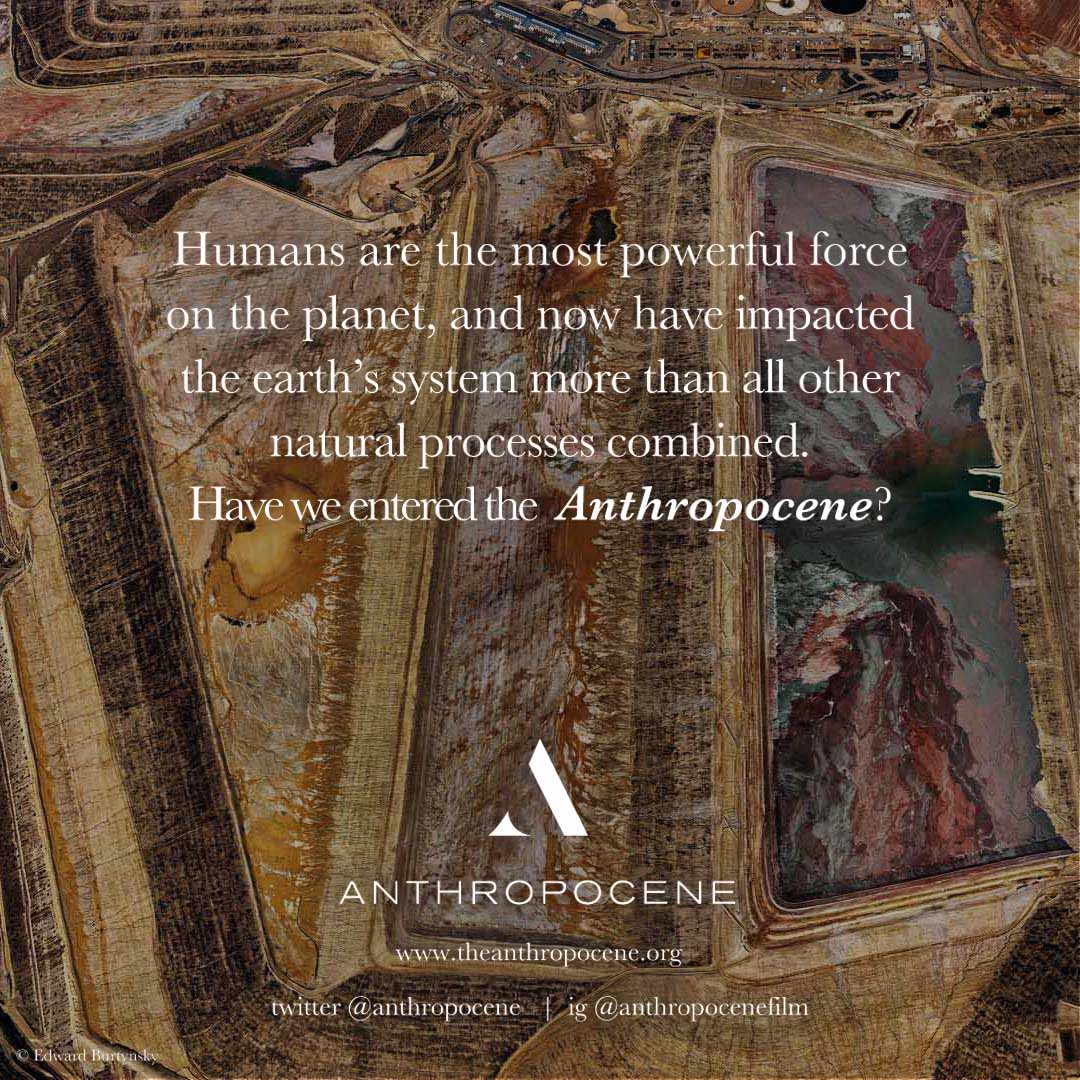 Humans are the most powerful force
on the planet, and now have impacted
the earth’s system more than all other
natural processes combined.
Have we entered the Anthropocene?
ANTHROPOCENE
www.theanthropocene.org
twitter @anthropocene | ig @anthropocenefilm
© Edward Burtynsky